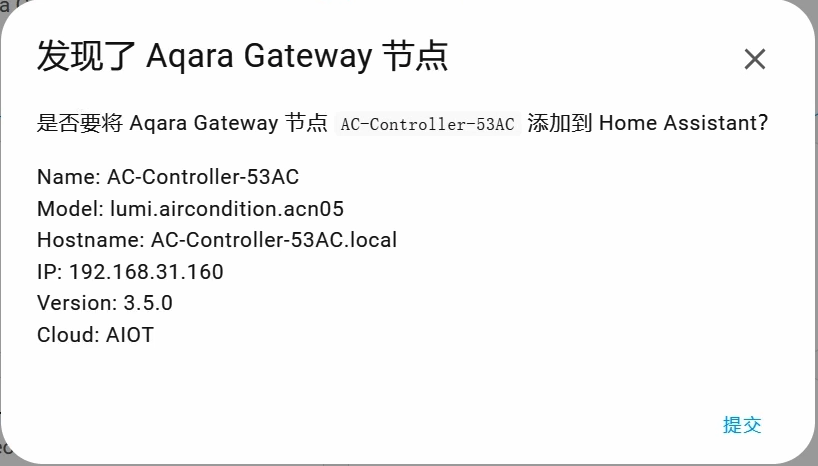 发现了 Aqara Gateway 节点
是否要将 Aqara Gateway 节点 AC-Controller-53AC 添加到 Home Assistant?
Name: AC-Controller-53AC
Model: lumi.aircondition.acn05
Hostname: AC-Controller-53AC.local
IP: 192.168.31.160
Version: 3.5.0
Cloud: AIOT
提交